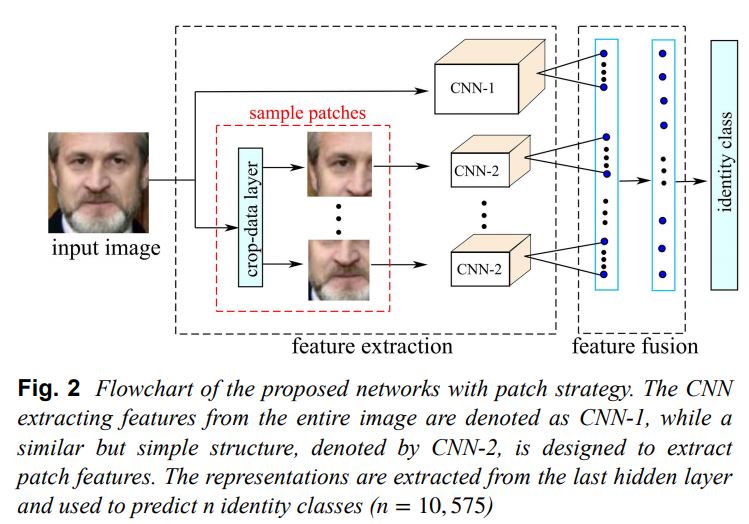 CNN-1
sample patches
CNN-2
crop-data layer
identity class
input image
CNN-2
feature extraction
feature fusion
Fig. 2 Flowchart of the proposed networks with patch strategy. The CNN
extracting features from the entire image are denoted as CNN-1, while a
similar but simple structure, denoted by CNN-2, is designed to extract
patch features. The representations are extracted from the last hidden layer
and used to predict n identity classes (n = 10, 575)